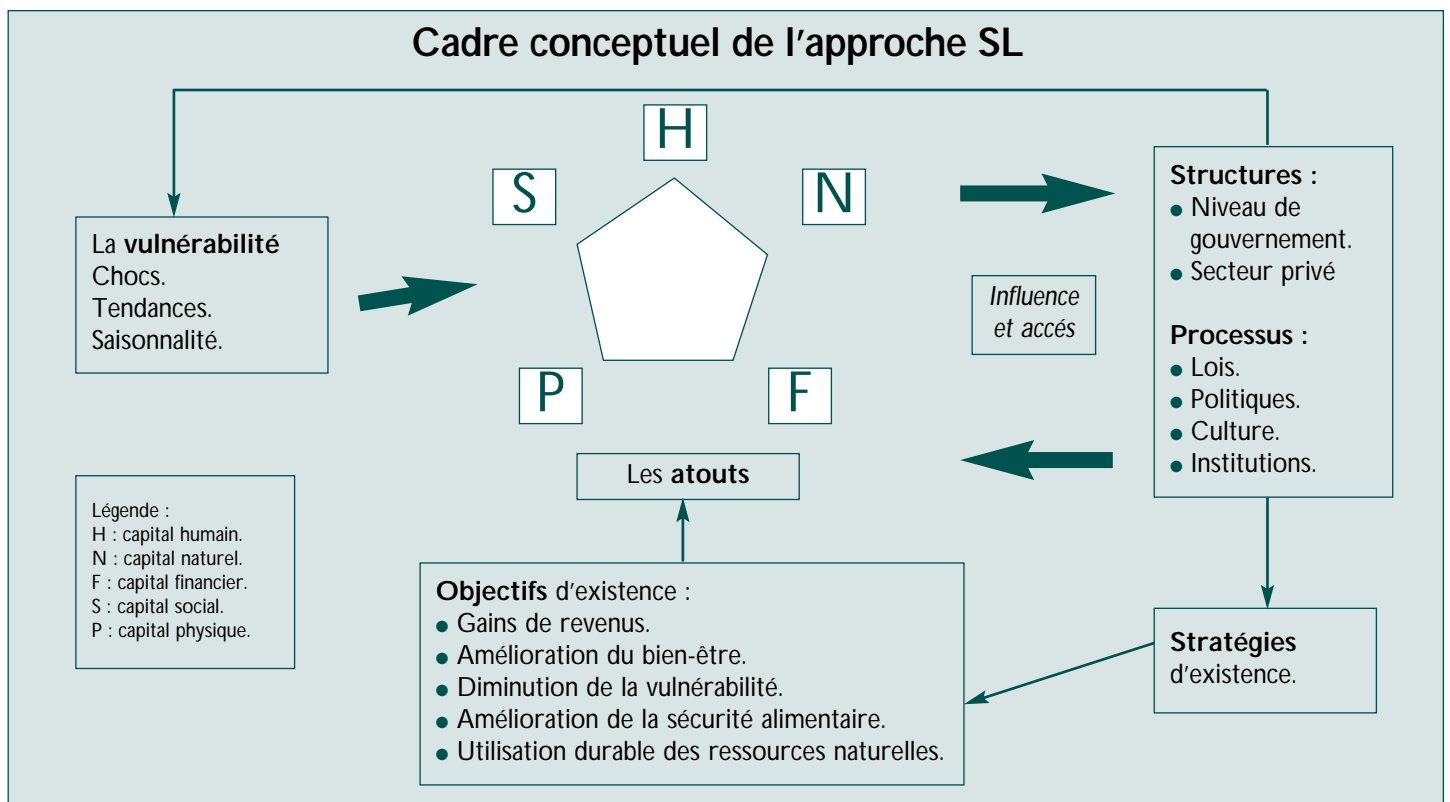 Cadre conceptuel de l'approche SL
H
S
N
P
F
La vulnérabilité
Chocs.
Tendances.
Saisonnalité.
Influence
et accés
Structures :
● Niveau de
gouvernement.
● Secteur privé
Processus :
● Lois.
● Politiques.
● Culture.
● Institutions.
Les atouts
Légende :
H : capital humain.
N : capital naturel.
F : capital financier.
S : capital social.
P : capital physique.
Objectifs d'existence :
● Gains de revenus.
● Amélioration du bien-être.
● Diminution de la vulnérabilité.
● Amélioration de la sécurité alimentaire.
● Utilisation durable des ressources naturelles.
Stratégies
d'existence.